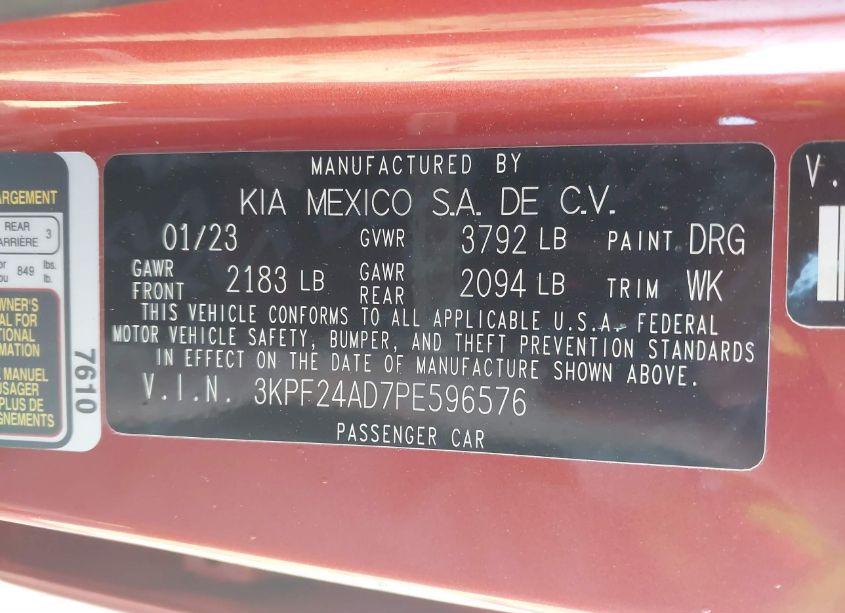 MANUFACTURED BY
KIA MEXICO S.A. DE C.V.
01/23 GVWR 3792 LB PAINT DRG
GAWR FRONT 2183 LB GAWR REAR 2094 LB TRIM WK
THIS VEHICLE CONFORMS TO ALL APPLICABLE U.S.A. FEDERAL
MOTOR VEHICLE SAFETY, BUMPER, AND THEFT PREVENTION STANDARDS
IN EFFECT ON THE DATE OF MANUFACTURE SHOWN ABOVE.
V.I.N. 3KPF24AD7PE596576
PASSENGER CAR
ARGEMENT
REAR
ARRIÈRE 3
or
ou 849 lbs.
lb.
WNER'S
AL FOR
TIONAL
MATION
E MANUEL
USAGER
PLUS DE
GNEMENTS
7610
V.